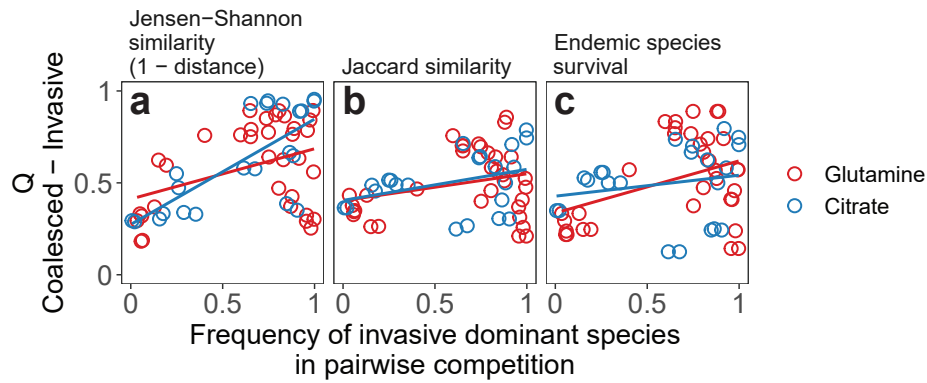 Jensen−Shannon
similarity
(1 − distance)
Jaccard similarity
Endemic species
survival
a
b
c
Q
Coalesced − Invasive
1
0.5
0
0
0.5
1
0
0.5
1
0
0.5
1
Frequency of invasive dominant species
in pairwise competition
Glutamine
Citrate